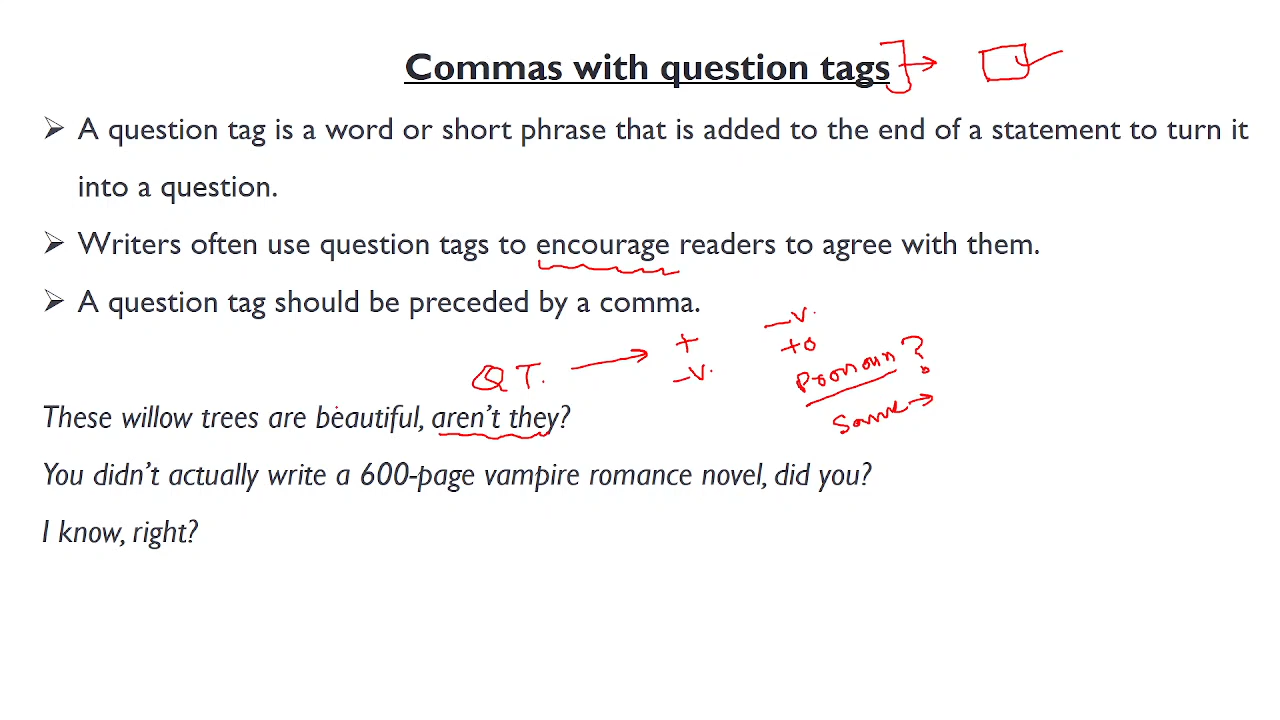 Commas with question tags
➢ A question tag is a word or short phrase that is added to the end of a statement to turn it
into a question.
➢ Writers often use question tags to encourage readers to agree with them.
➢ A question tag should be preceded by a comma.
Q T. → + -v.
-v. +
Pronoun?
Same →
These willow trees are beautiful, aren't they?
You didn't actually write a 600-page vampire romance novel, did you?
I know, right?